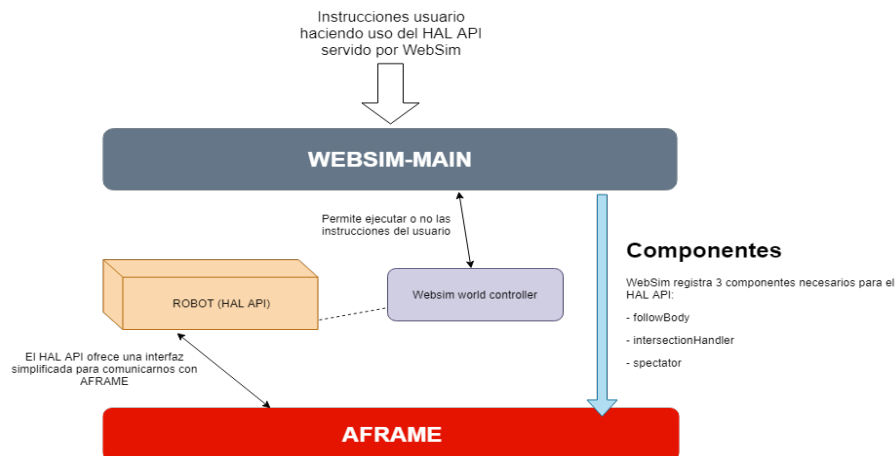 Instrucciones usuario
haciendo uso del HAL API
servido por WebSim
WEBSIM-MAIN
Permite ejecutar o no las
instrucciones del usuario
Componentes
WebSim registra 3 componentes necesarios para el
HAL API:
- followBody
- intersectionHandler
- spectator
ROBOT (HAL API)
Websim world controller
El HAL API ofrece una interfaz
simplificada para comunicarnos con
AFRAME
AFRAME